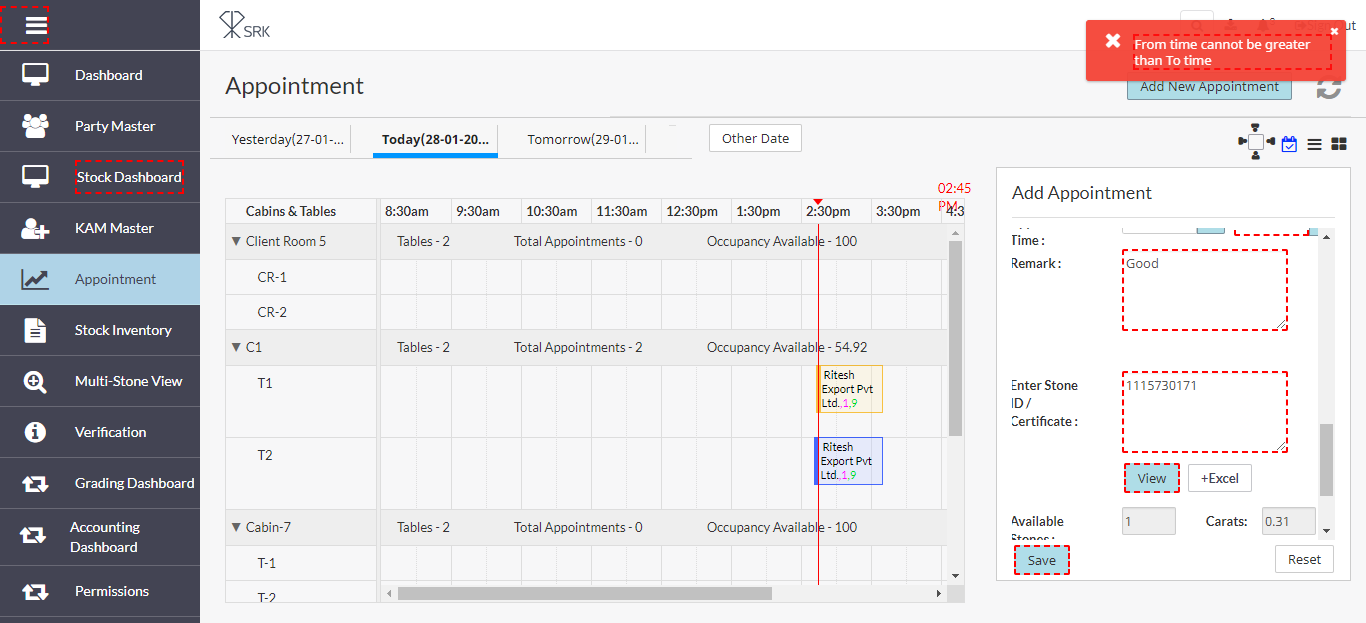 SRK
From time cannot be greater
than To time
Dashboard
Party Master
Stock Dashboard
KAM Master
Appointment
Stock Inventory
Multi-Stone View
Verification
Grading Dashboard
Accounting
Dashboard
Permissions
Appointment
Add New Appointment
Yesterday(27-01-...
Today(28-01-20...
Tomorrow(29-01...
Other Date
02:45
PM
Cabins & Tables
8:30am
9:30am
10:30am
11:30am
12:30pm
1:30pm
2:30pm
3:30pm
4:3
Client Room 5
Tables - 2
Total Appointments - 0
Occupancy Available - 100
CR-1
CR-2
C1
Tables - 2
Total Appointments - 2
Occupancy Available - 54.92
T1
Ritesh
Export Pvt
Ltd.,1,9
T2
Ritesh
Export Pvt
Ltd.,1,9
Cabin-7
Tables - 2
Total Appointments - 0
Occupancy Available - 100
T-1
T-2
Add Appointment
Time :
Remark :
Good
Enter Stone
ID /
Certificate :
1115730171
View
+Excel
Available
Stones:
1
Carats:
0.31
Save
Reset